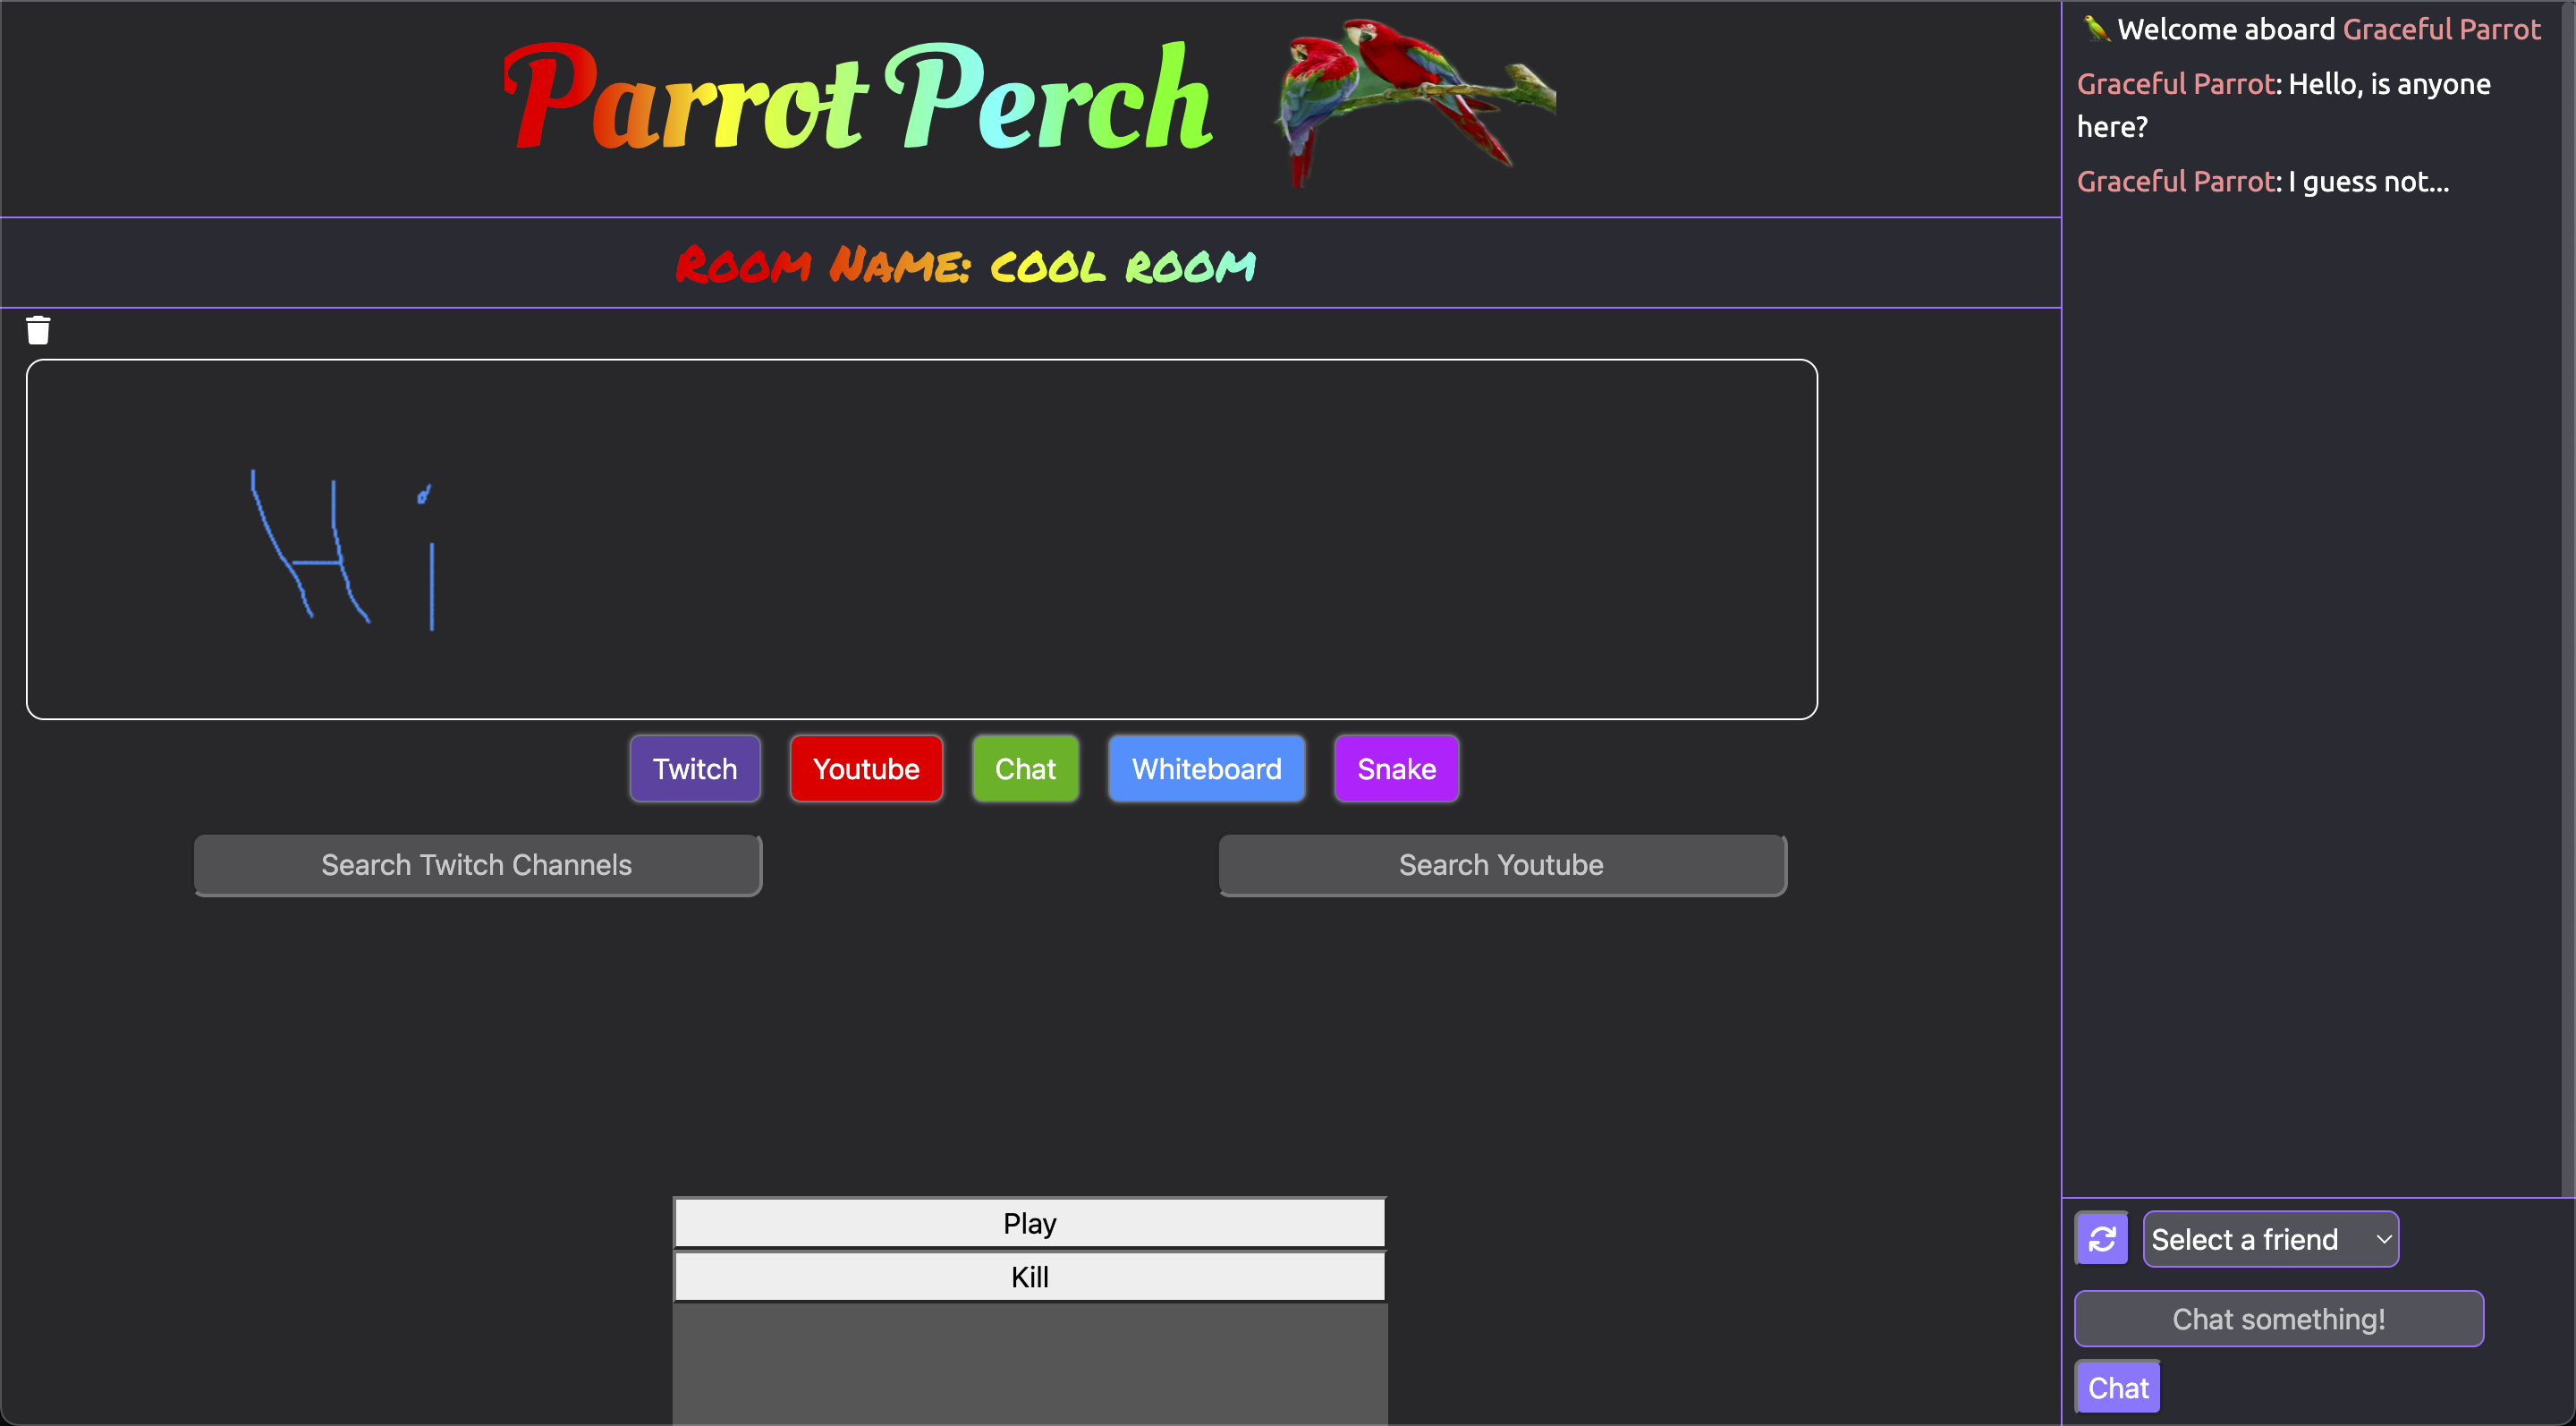 Parrot Perch
Room Name: cool room
Hi
Twitch Youtube Chat Whiteboard Snake
Search Twitch Channels Search Youtube
Play
Kill
🦜 Welcome aboard Graceful Parrot
Graceful Parrot: Hello, is anyone
here?
Graceful Parrot: I guess not...
Select a friend
Chat something!
Chat